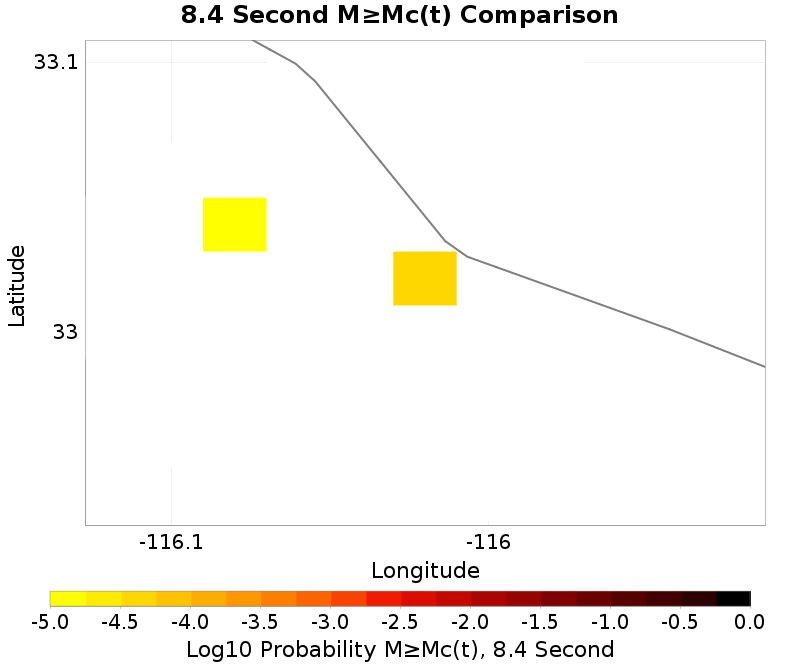 8.4 Second M≥Mc(t) Comparison
33.1
33
Latitude
-116.1 -116
Longitude
-5.0 -4.5 -4.0 -3.5 -3.0 -2.5 -2.0 -1.5 -1.0 -0.5 0.0
Log10 Probability M≥Mc(t), 8.4 Second